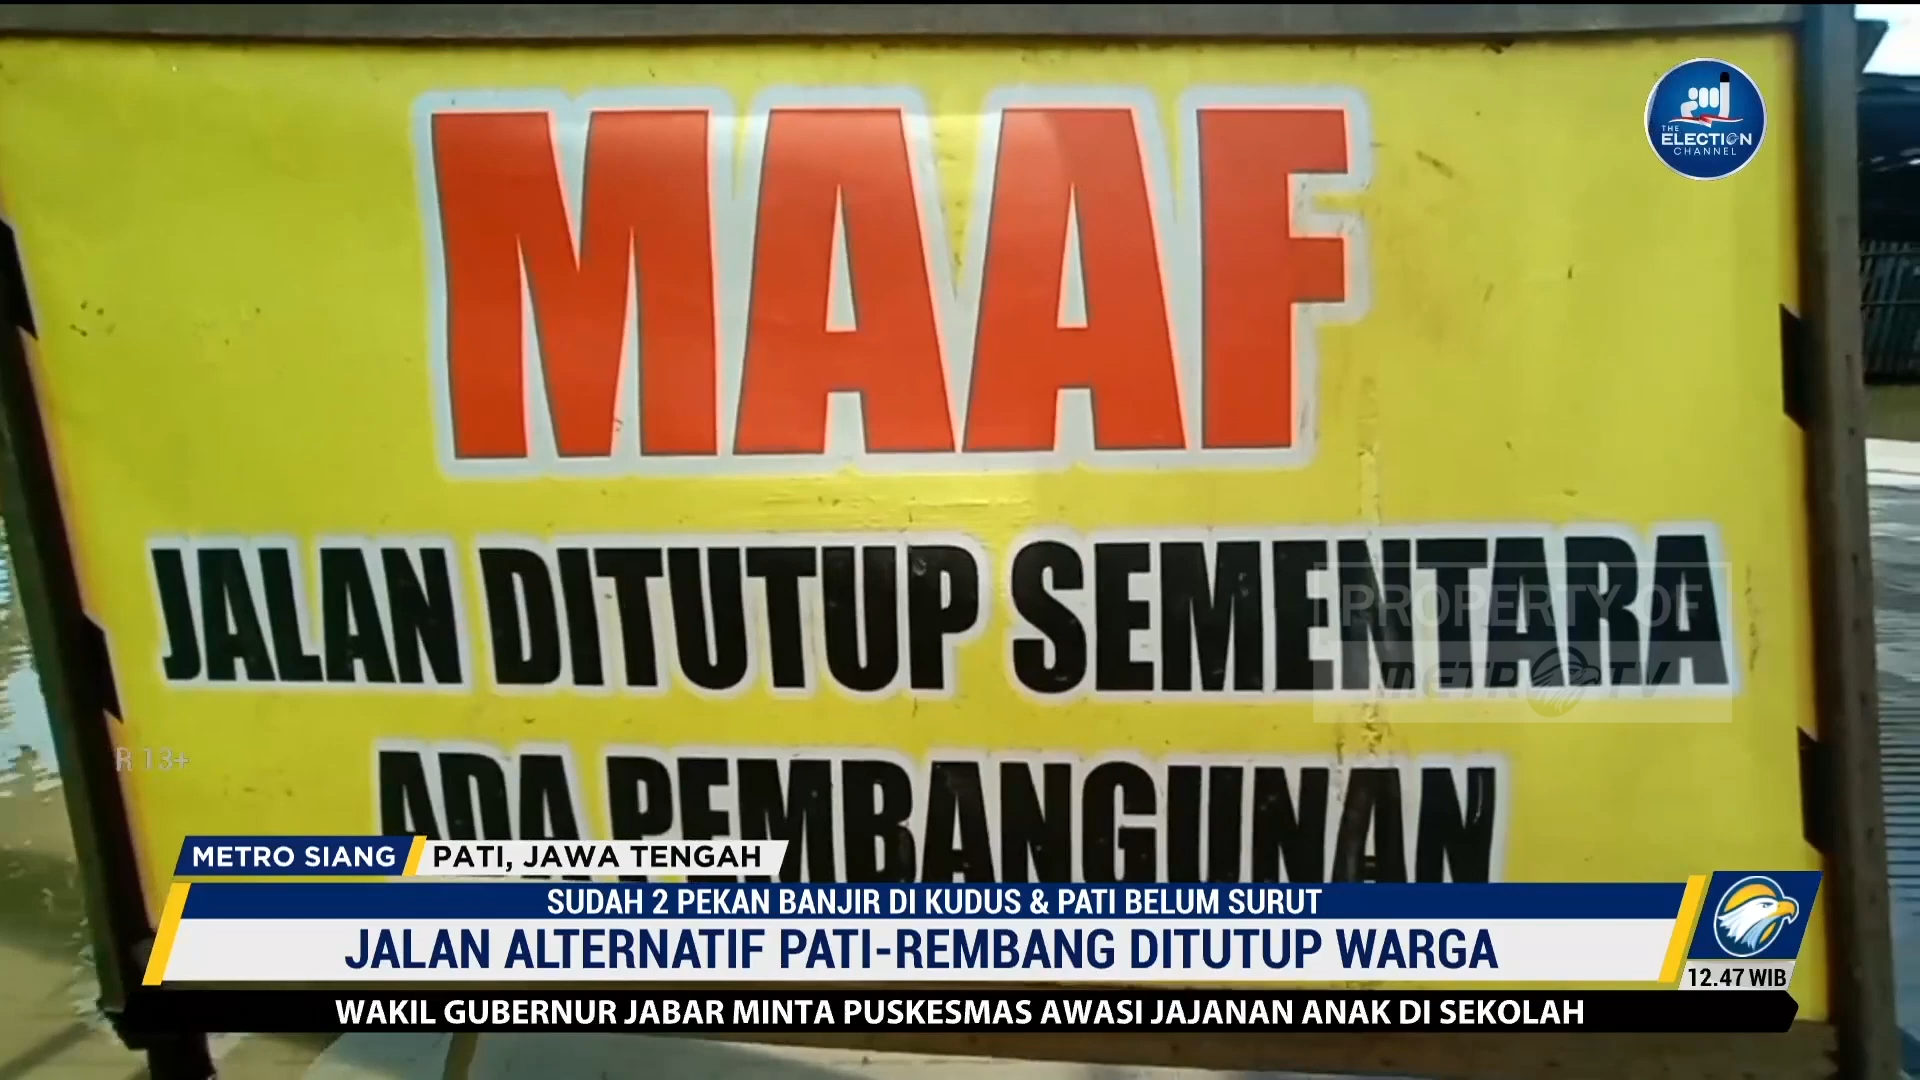 THE
ELECTION
CHANNEL
MAAF
JALAN DITUTUP SEMENTARA
PROPERTY OF
METRO TV
ADA PEMBANGUNAN
R 13+
METRO SIANG
PATI, JAWA TENGAH
SUDAH 2 PEKAN BANJIR DI KUDUS & PATI BELUM SURUT
JALAN ALTERNATIF PATI-REMBANG DITUTUP WARGA
12.47 WIB
WAKIL GUBERNUR JABAR MINTA PUSKESMAS AWASI JAJANAN ANAK DI SEKOLAH